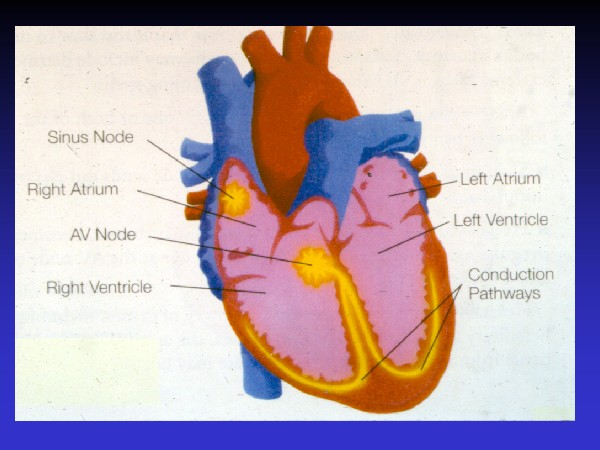 Sinus Node
Right Atrium
AV Node
Right Ventricle
Left Atrium
Left Ventricle
Conduction
Pathways